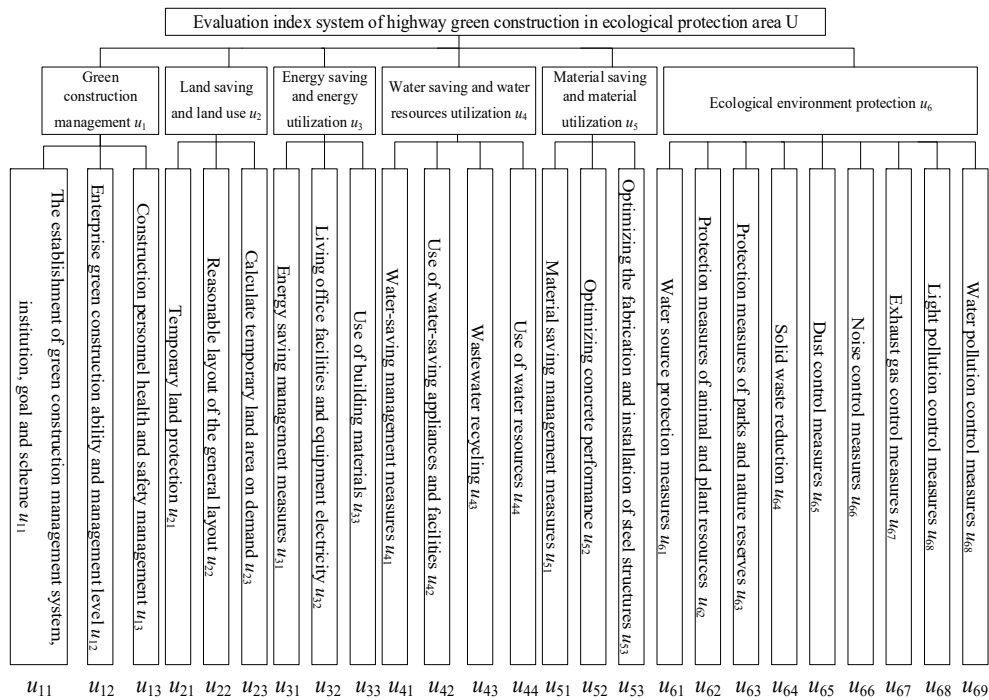 Evaluation index system of highway green construction in ecological protection area U
Green
construction
management u1
Land saving
and land use u2
Energy saving
and energy
utilization u3
Water saving and water
resources utilization u4
Material saving
and material
utilization u5
Ecological environment protection u6
The establishment of green construction management system,
institution, goal and scheme u11
Enterprise green construction ability and management level u12
Construction personnel health and safety management u13
Temporary land protection u21
Reasonable layout of the general layout u22
Calculate temporary land area on demand u23
Energy saving management measures u31
Living office facilities and equipment electricity u32
Use of building materials u33
Water-saving management measures u41
Use of water-saving appliances and facilities u42
Wastewater recycling u43
Use of water resources u44
Material saving management measures u51
Optimizing concrete performance u52
Optimizing the fabrication and installation of steel structures u53
Water source protection measures u61
Protection measures of animal and plant resources u62
Protection measures of parks and nature reserves u63
Solid waste reduction u64
Dust control measures u65
Noise control measures u66
Exhaust gas control measures u67
Light pollution control measures u68
Water pollution control measures u68
u11 u12 u13 u21 u22 u23 u31 u32 u33 u41 u42 u43 u44 u51 u52 u53 u61 u62 u63 u64 u65 u66 u67 u68 u69